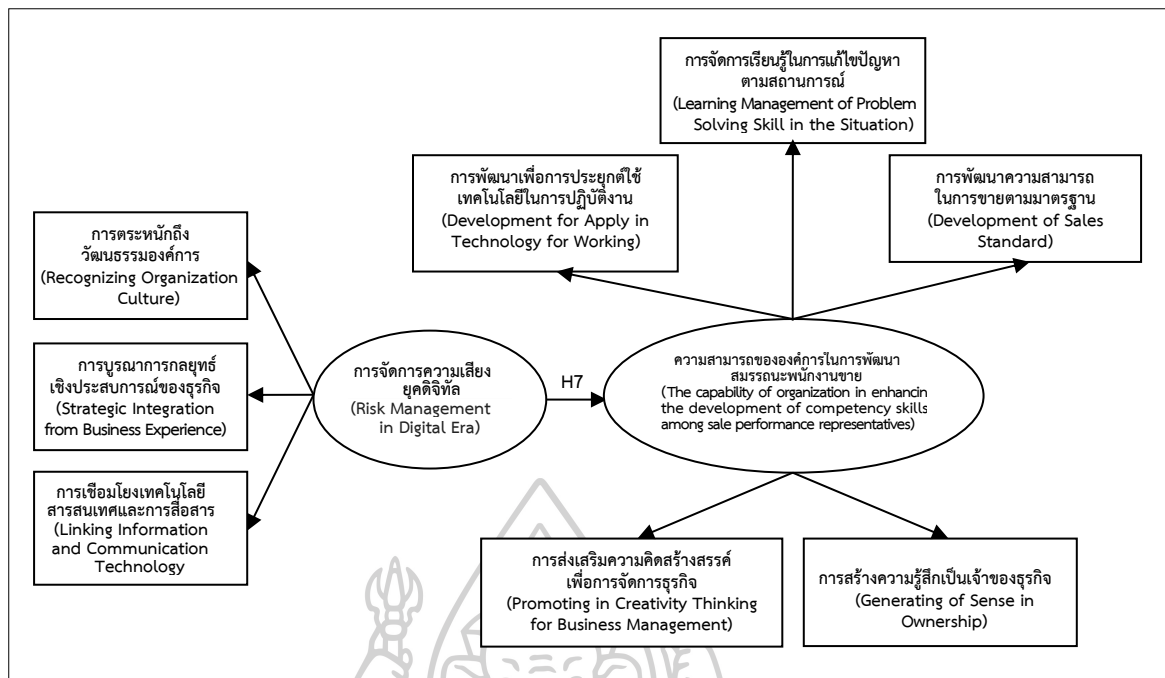 การจัดการเรียนรู้ในการแก้ไขปัญหา
ตามสถานการณ์
(Learning Management of Problem
Solving Skill in the Situation)
การพัฒนาเพื่อการประยุกต์ใช้
เทคโนโลยีในการปฏิบัติงาน
(Development for Apply in
Technology for Working)
การพัฒนาความสามารถ
ในการขายตามมาตรฐาน
(Development of Sales
Standard)
การตระหนักถึง
วัฒนธรรมองค์การ
(Recognizing Organization
Culture)
การบูรณาการกลยุทธ์
เชิงประสบการณ์ของธุรกิจ
(Strategic Integration
from Business Experience)
การเชื่อมโยงเทคโนโลยี
สารสนเทศและการสื่อสาร
(Linking Information
and Communication
Technology
การจัดการความเสี่ยง
ยุคดิจิทัล
(Risk Management
in Digital Era)
H7
ความสามารถขององค์การในการพัฒนา
สมรรถนะพนักงานขาย
(The capability of organization in enhancin
the development of competency skills
among sale performance representatives)
การส่งเสริมความคิดสร้างสรรค์
เพื่อการจัดการธุรกิจ
(Promoting in Creativity Thinking
for Business Management)
การสร้างความรู้สึกเป็นเจ้าของธุรกิจ
(Generating of Sense in
Ownership)